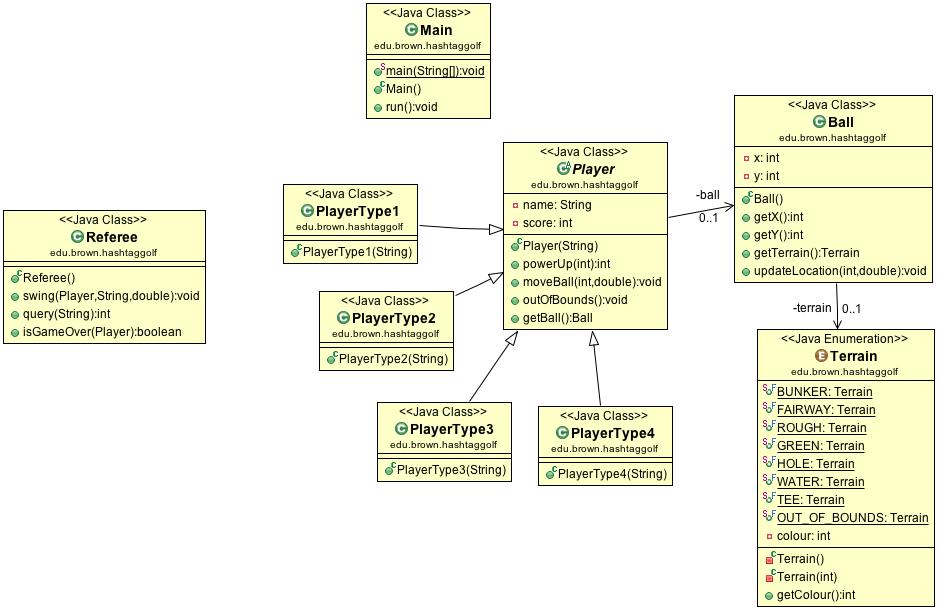 <<Java Class>>
Main
edu.brown.hashtaggolf
main(String[]):void
Main()
run():void
<<Java Class>>
Ball
edu.brown.hashtaggolf
x: int
y: int
Ball()
getX():int
getY():int
getTerrain():Terrain
updateLocation(int,double):void
<<Java Class>>
Player
edu.brown.hashtaggolf
name: String
score: int
Player(String)
powerUp(int):int
moveBall(int,double):void
outOfBounds():void
getBall():Ball
-ball
0..1
<<Java Class>>
PlayerType1
edu.brown.hashtaggolf
PlayerType1(String)
<<Java Class>>
Referee
edu.brown.hashtaggolf
Referee()
swing(Player,String,double):void
query(String):int
isGameOver(Player):boolean
<<Java Class>>
PlayerType2
edu.brown.hashtaggolf
PlayerType2(String)
-terrain
0..1
<<Java Enumeration>>
Terrain
edu.brown.hashtaggolf
BUNKER: Terrain
FAIRWAY: Terrain
ROUGH: Terrain
GREEN: Terrain
HOLE: Terrain
WATER: Terrain
TEE: Terrain
OUT_OF_BOUNDS: Terrain
colour: int
Terrain()
Terrain(int)
getColour():int
<<Java Class>>
PlayerType3
edu.brown.hashtaggolf
PlayerType3(String)
<<Java Class>>
PlayerType4
edu.brown.hashtaggolf
PlayerType4(String)